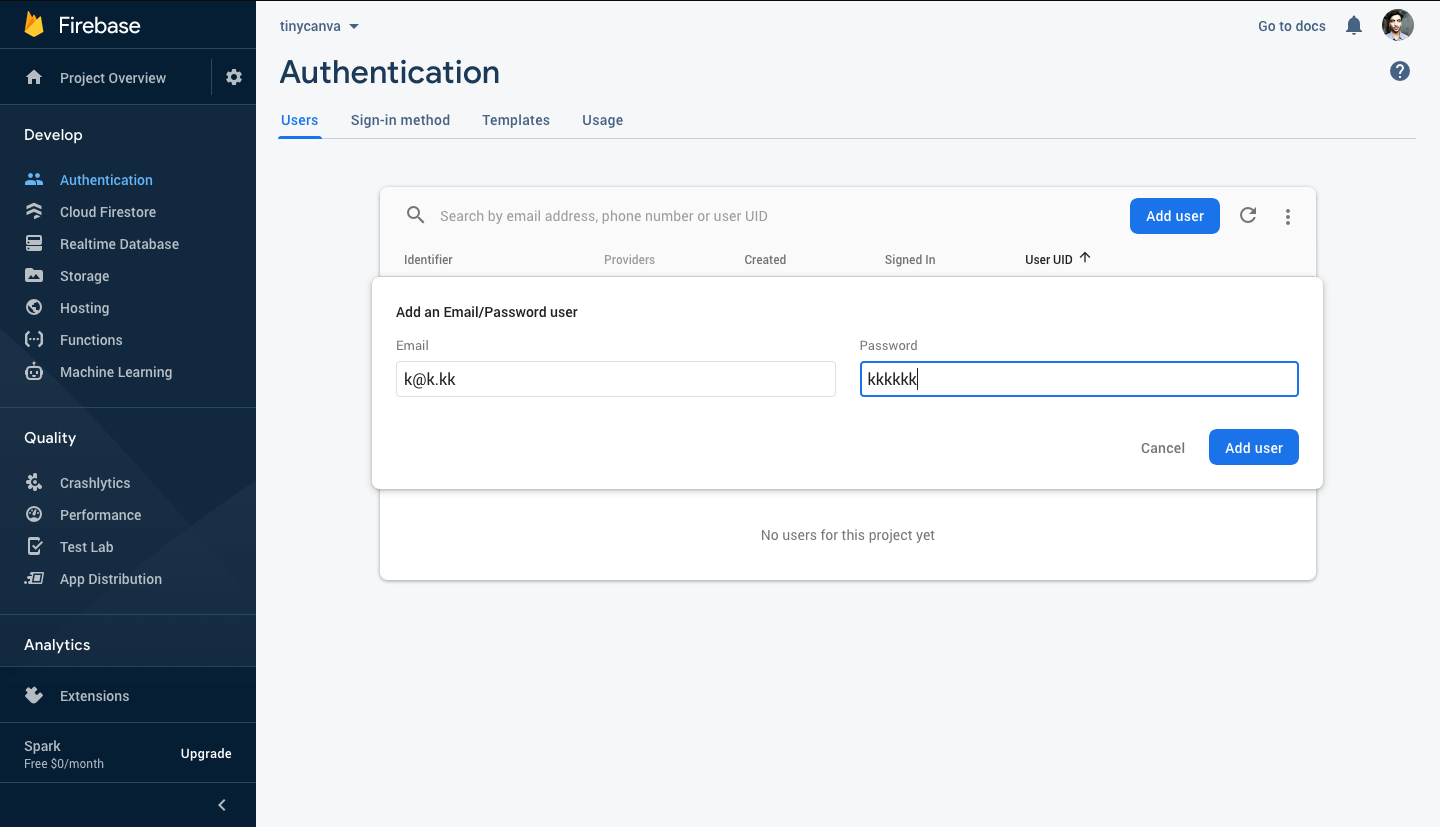 Firebase
Project Overview
Develop
Authentication
Cloud Firestore
Realtime Database
Storage
Hosting
Functions
Machine Learning
Quality
Crashlytics
Performance
Test Lab
App Distribution
Analytics
Extensions
Spark
Free $0/month
Upgrade
tinycanva
Go to docs
Authentication
Users Sign-in method Templates Usage
Search by email address, phone number or user UID
Add user
Identifier Providers Created Signed In User UID
Add an Email/Password user
Email Password
k@k.kk kkkkkk
Cancel Add user
No users for this project yet